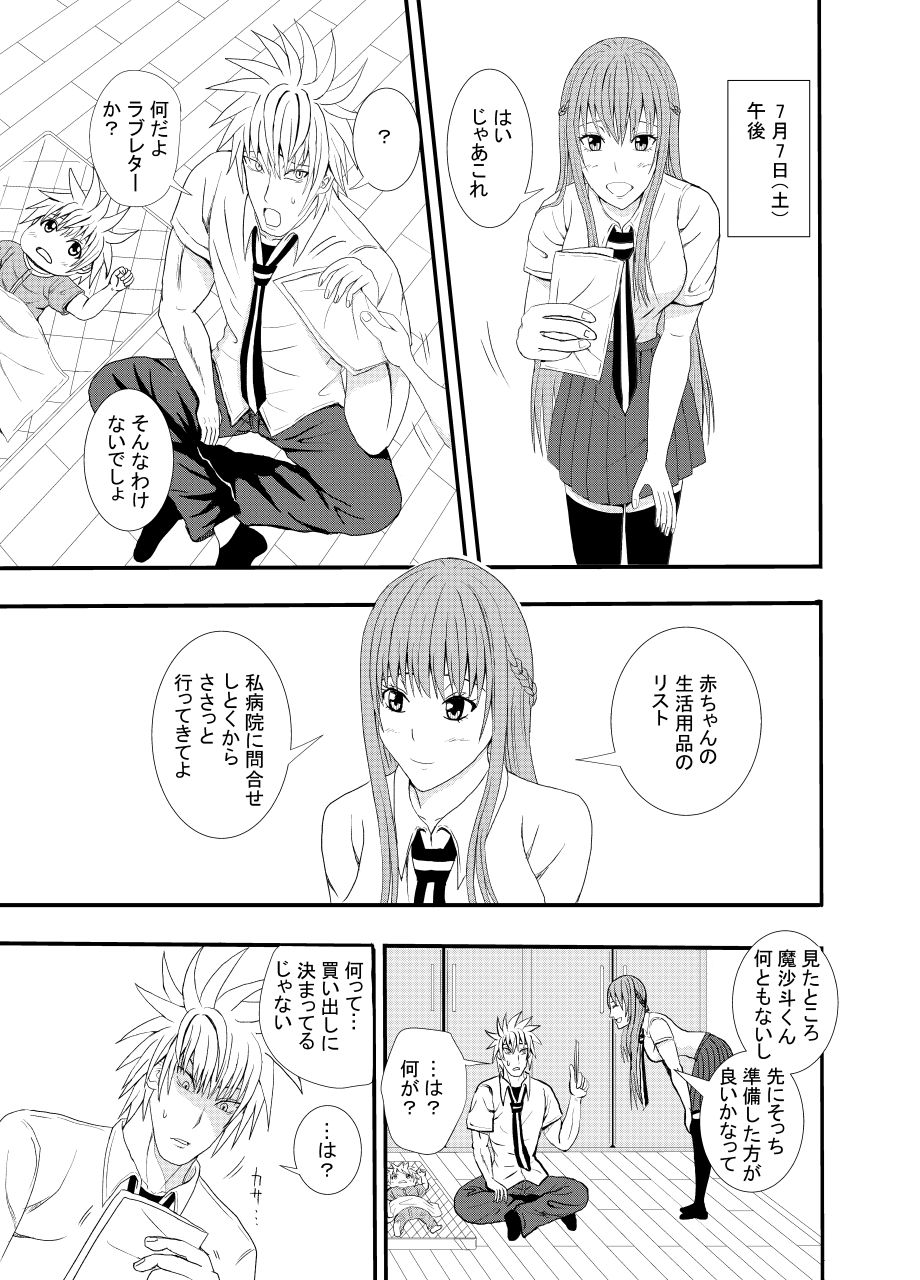 7月7日(土)
午後
はい
じゃあこれ
?
何だよ
ラブレター
か?
そんなわけ
ないでしょ
赤ちゃんの
生活用品の
リスト
私病院に問合せ
しとくから
ささっと
行ってきてよ
見たところ
魔沙斗くん
何ともないし
先にそっち
準備した方が
良いかなって
…は?
何が?
何って…
買い出しに
決まってる
じゃない
…は?
カサ…